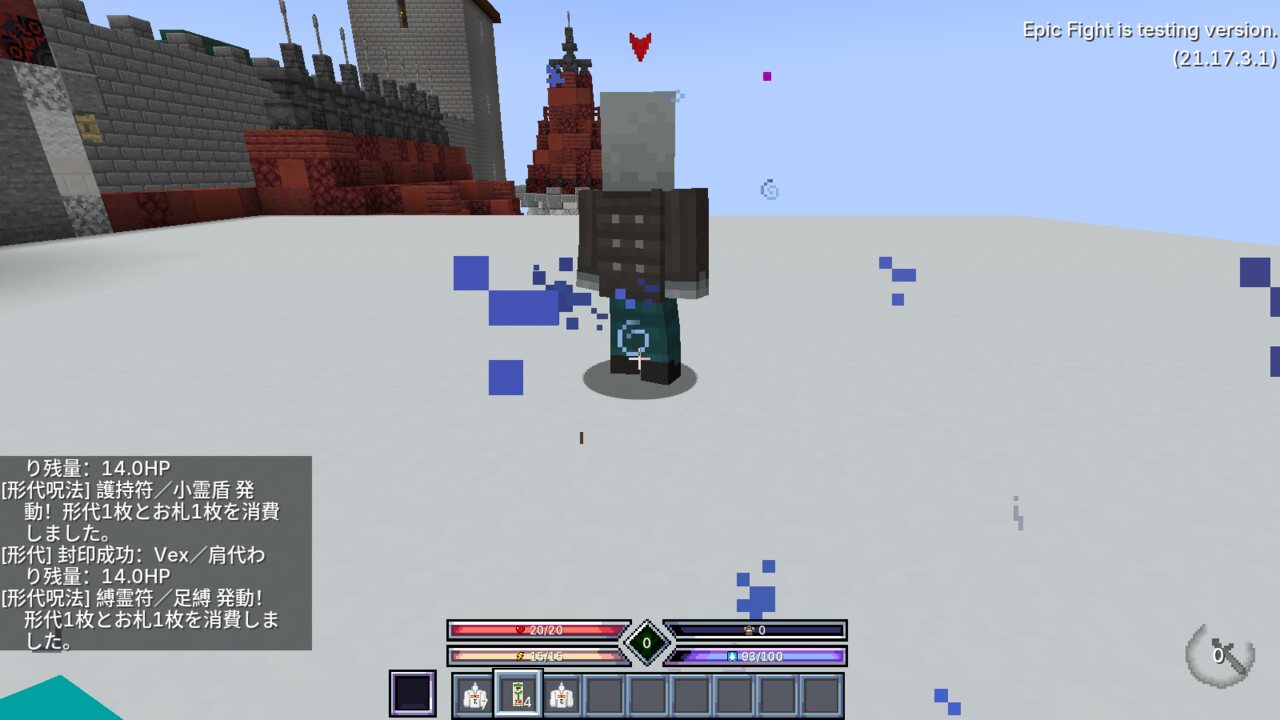 Epic Fight is testing version.
(21.17.3.1)
り残量: 14.0HP
[形代呪法] 護持符／小霊盾 発
動! 形代1枚とお札1枚を消費
しました。
[形代] 封印成功: Vex／肩代わ
り残量: 14.0HP
[形代呪法] 縛霊符／足縛 発動!
形代1枚とお札1枚を消費しま
した。
20/20
0
0
15/15
93/100
7
4
0